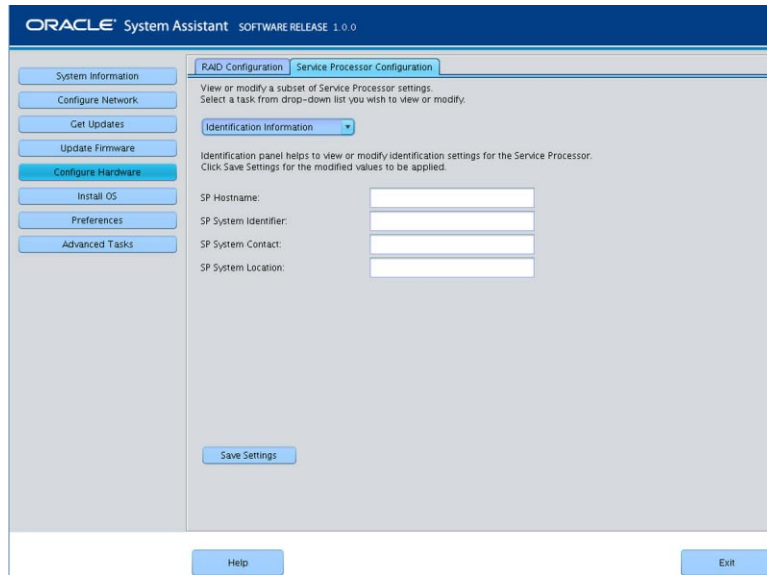 ORACLE® System Assistant SOFTWARE RELEASE 1.0.0
System Information
Configure Network
Get Updates
Update Firmware
Configure Hardware
Install OS
Preferences
Advanced Tasks
RAID Configuration Service Processor Configuration
View or modify a subset of Service Processor settings.
Select a task from drop-down list you wish to view or modify.
Identification Information
Identification panel helps to view or modify identification settings for the Service Processor.
Click Save Settings for the modified values to be applied.
SP Hostname:
SP System Identifier:
SP System Contact:
SP System Location:
Save Settings
Help Exit